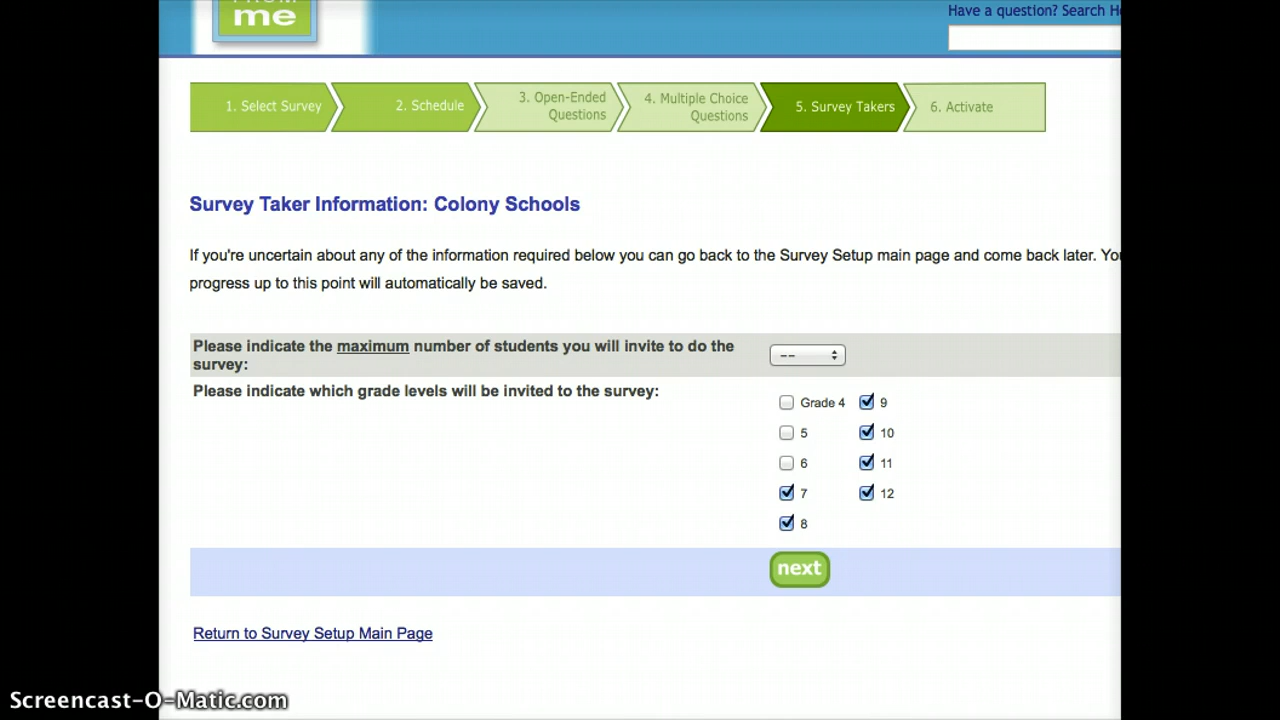 me
Have a question? Search
1. Select Survey
2. Schedule
3. Open-Ended
Questions
4. Multiple Choice
Questions
5. Survey Takers
6. Activate
Survey Taker Information: Colony Schools
If you're uncertain about any of the information required below you can go back to the Survey Setup main page and come back later.
progress up to this point will automatically be saved.
Please indicate the maximum number of students you will invite to do the
survey:
--
Please indicate which grade levels will be invited to the survey:
Grade 4 9
5 10
6 11
7 12
8
next
Return to Survey Setup Main Page
Screencast-O-Matic.com